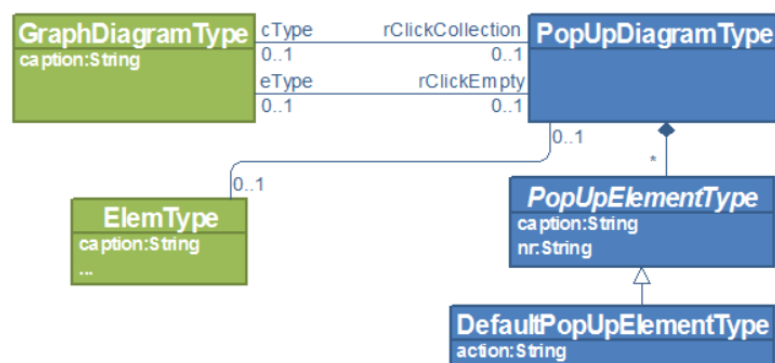 GraphDiagramType
caption:String
cType
rClickCollection
0..1
0..1
eType
rClickEmpty
0..1
0..1
PopUpDiagramType
0..1
*
0..1
ElemType
caption:String
...
PopUpElementType
caption:String
nr:String
DefaultPopUpElementType
action:String